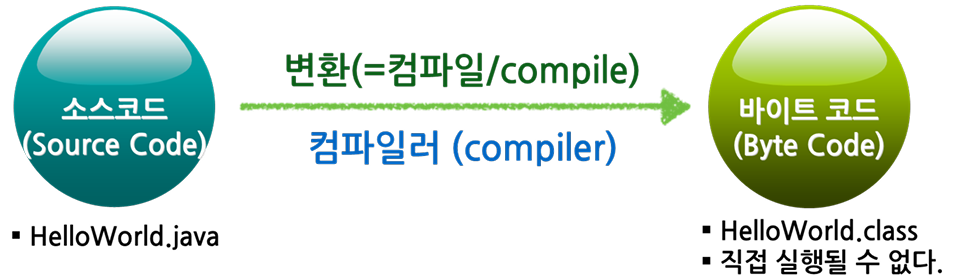 소스코드
(Source Code)
▪ HelloWorld.java
변환(=컴파일/compile)
컴파일러 (compiler)
바이트 코드
(Byte Code)
▪ HelloWorld.class
▪ 직접 실행될 수 없다.